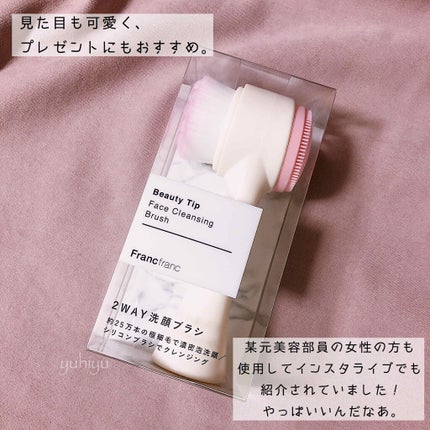 見た目も可愛く、
プレゼントにもおすすめ。
Beauty Tip
Face Cleansing
Brush
Francfranc
2WAY洗顔ブラシ
約25万本の極細毛で濃密泡洗顔／
シリコンブラシでクレンジング
yuhiyu
某元美容部員の女性の方も
使用してインスタライブでも
紹介されていました！
やっぱいいんだなあ。